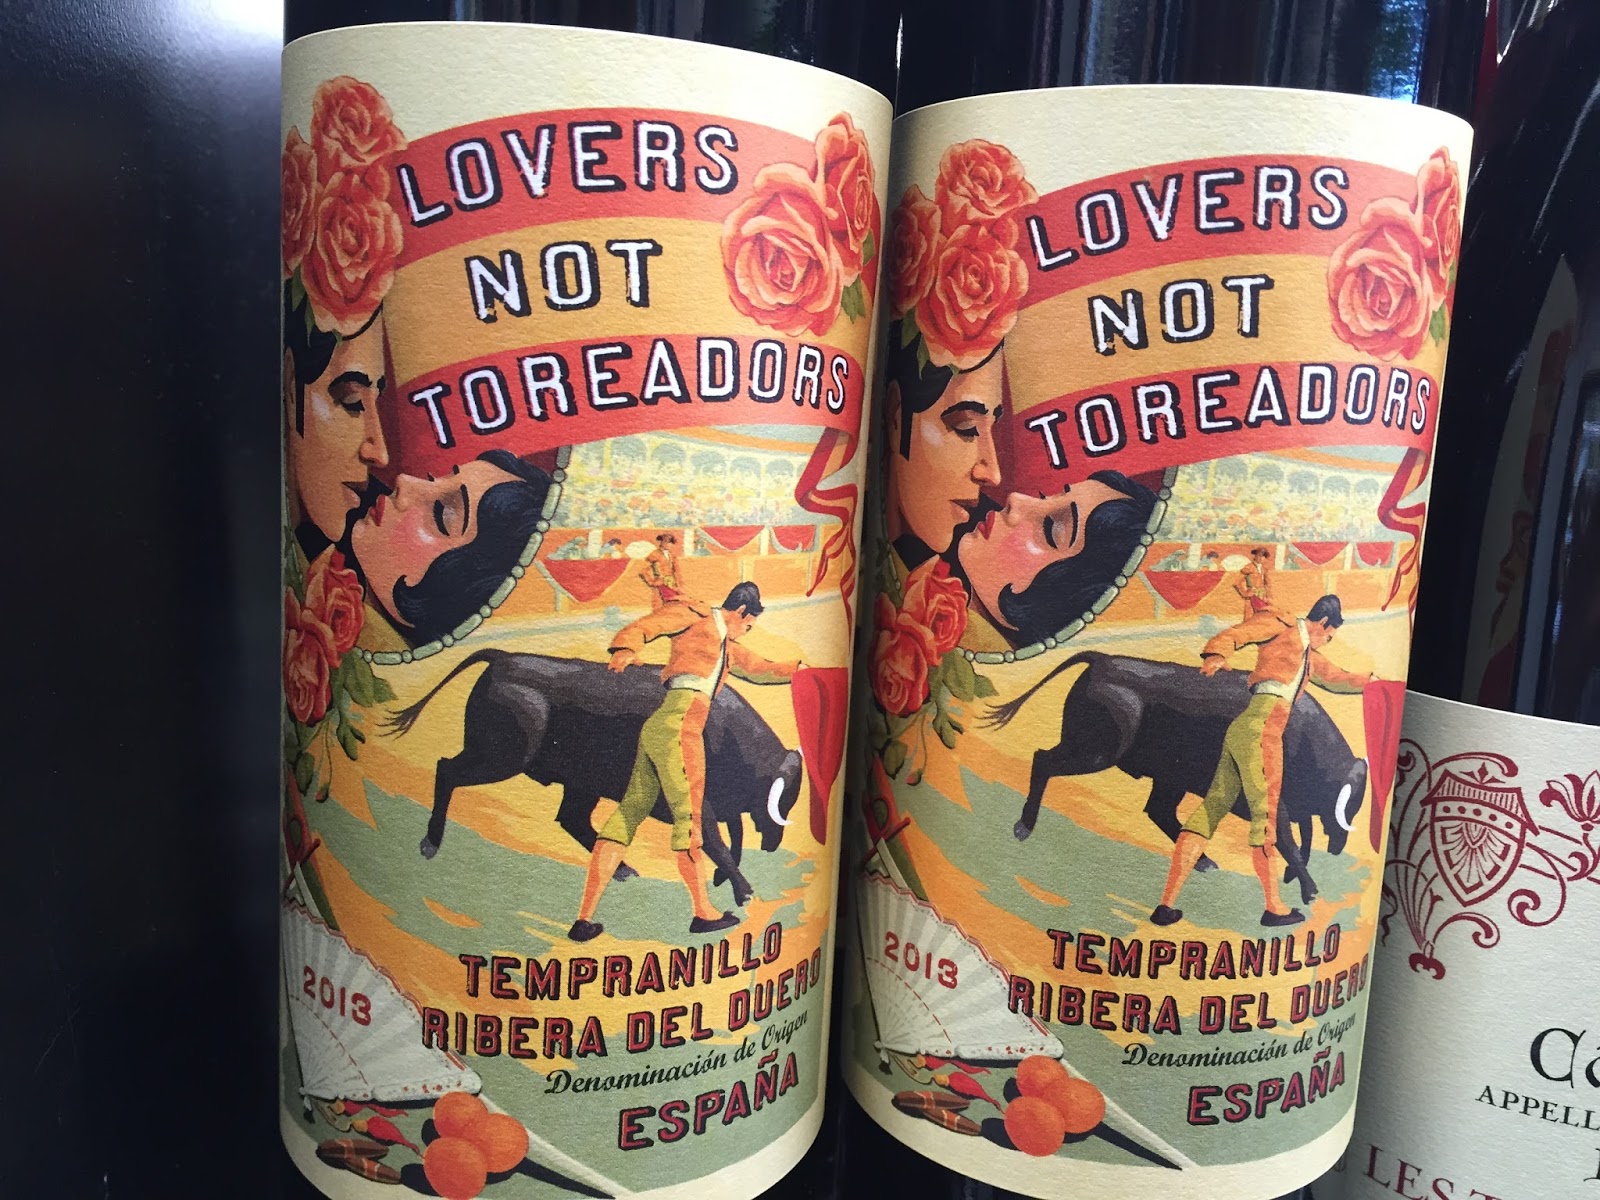 LOVERS
NOT
TOREADORS
2013
TEMPRANILLO
RIBERA DEL DUERO
Denominación de Origen
ESPAÑA
LOVERS
NOT
TOREADORS
2013
TEMPRANILLO
RIBERA DEL DUERO
Denominación de Origen
ESPAÑA
LES